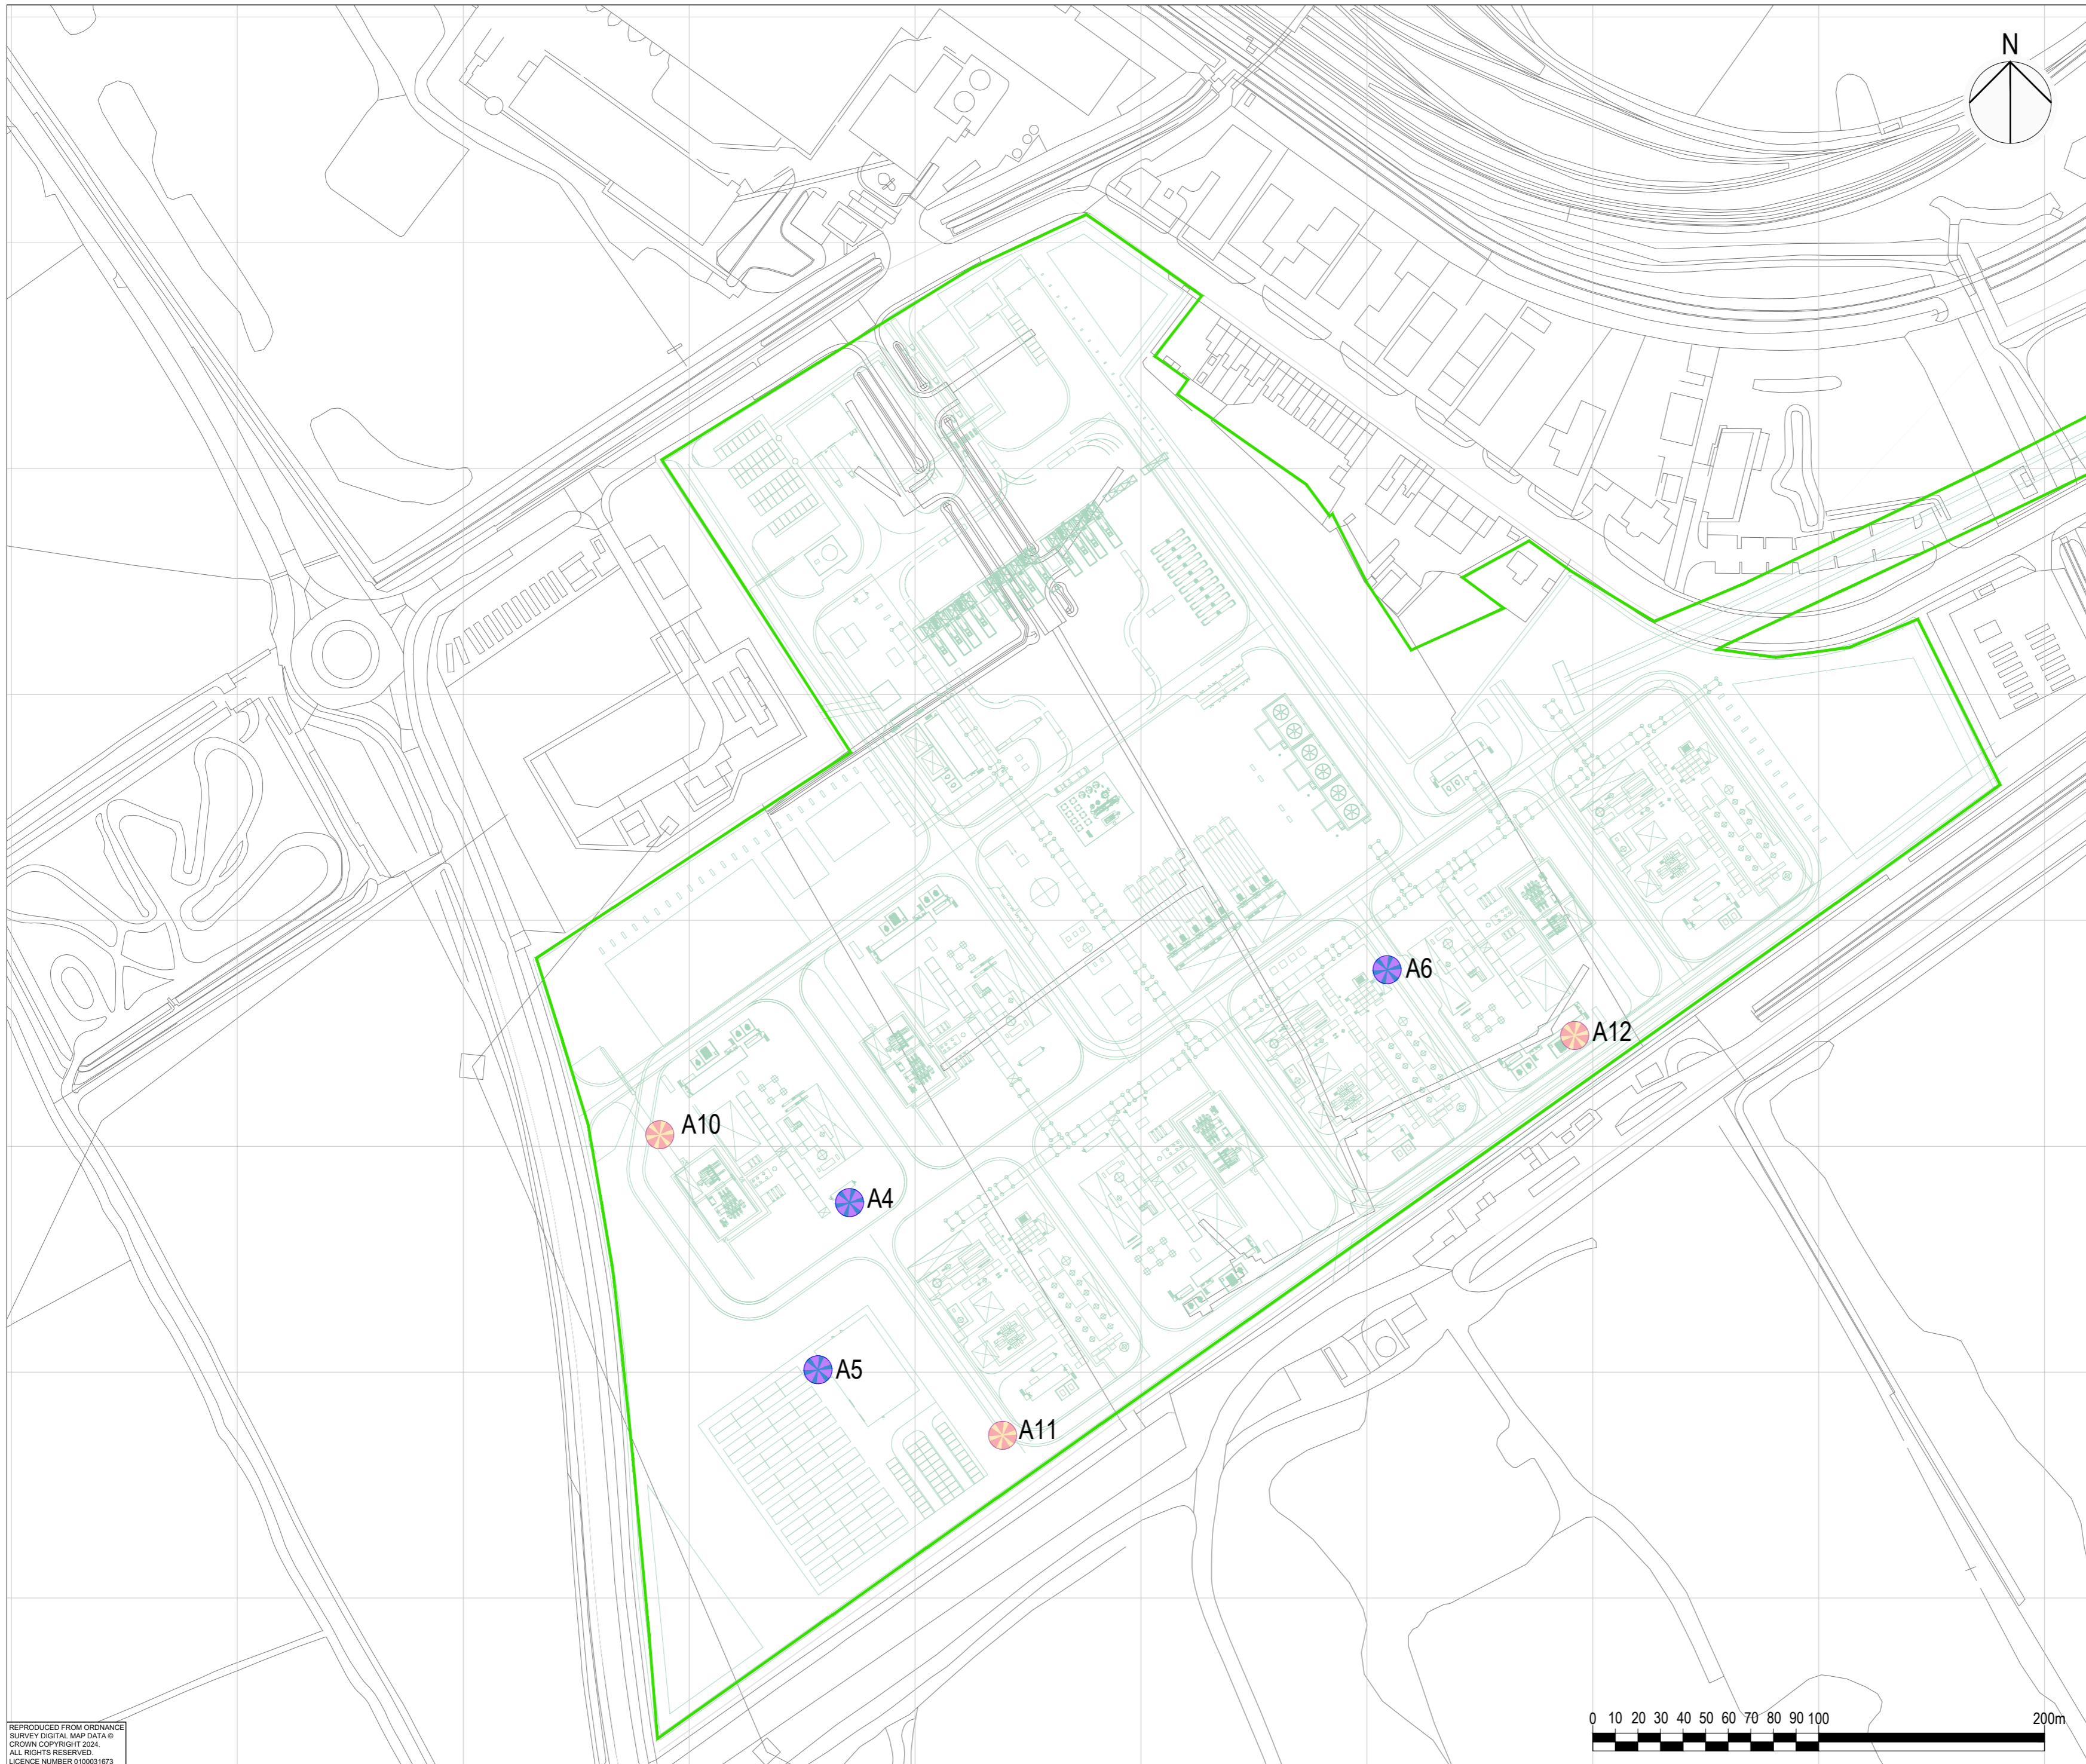 N
A6
A12
A10
A4
A5
A11
0 10 20 30 40 50 60 70 80 90 100 200m
REPRODUCED FROM ORDNANCE
SURVEY DIGITAL MAP DATA ©
CROWN COPYRIGHT 2024.
ALL RIGHTS RESERVED.
LICENCE NUMBER 0100031673